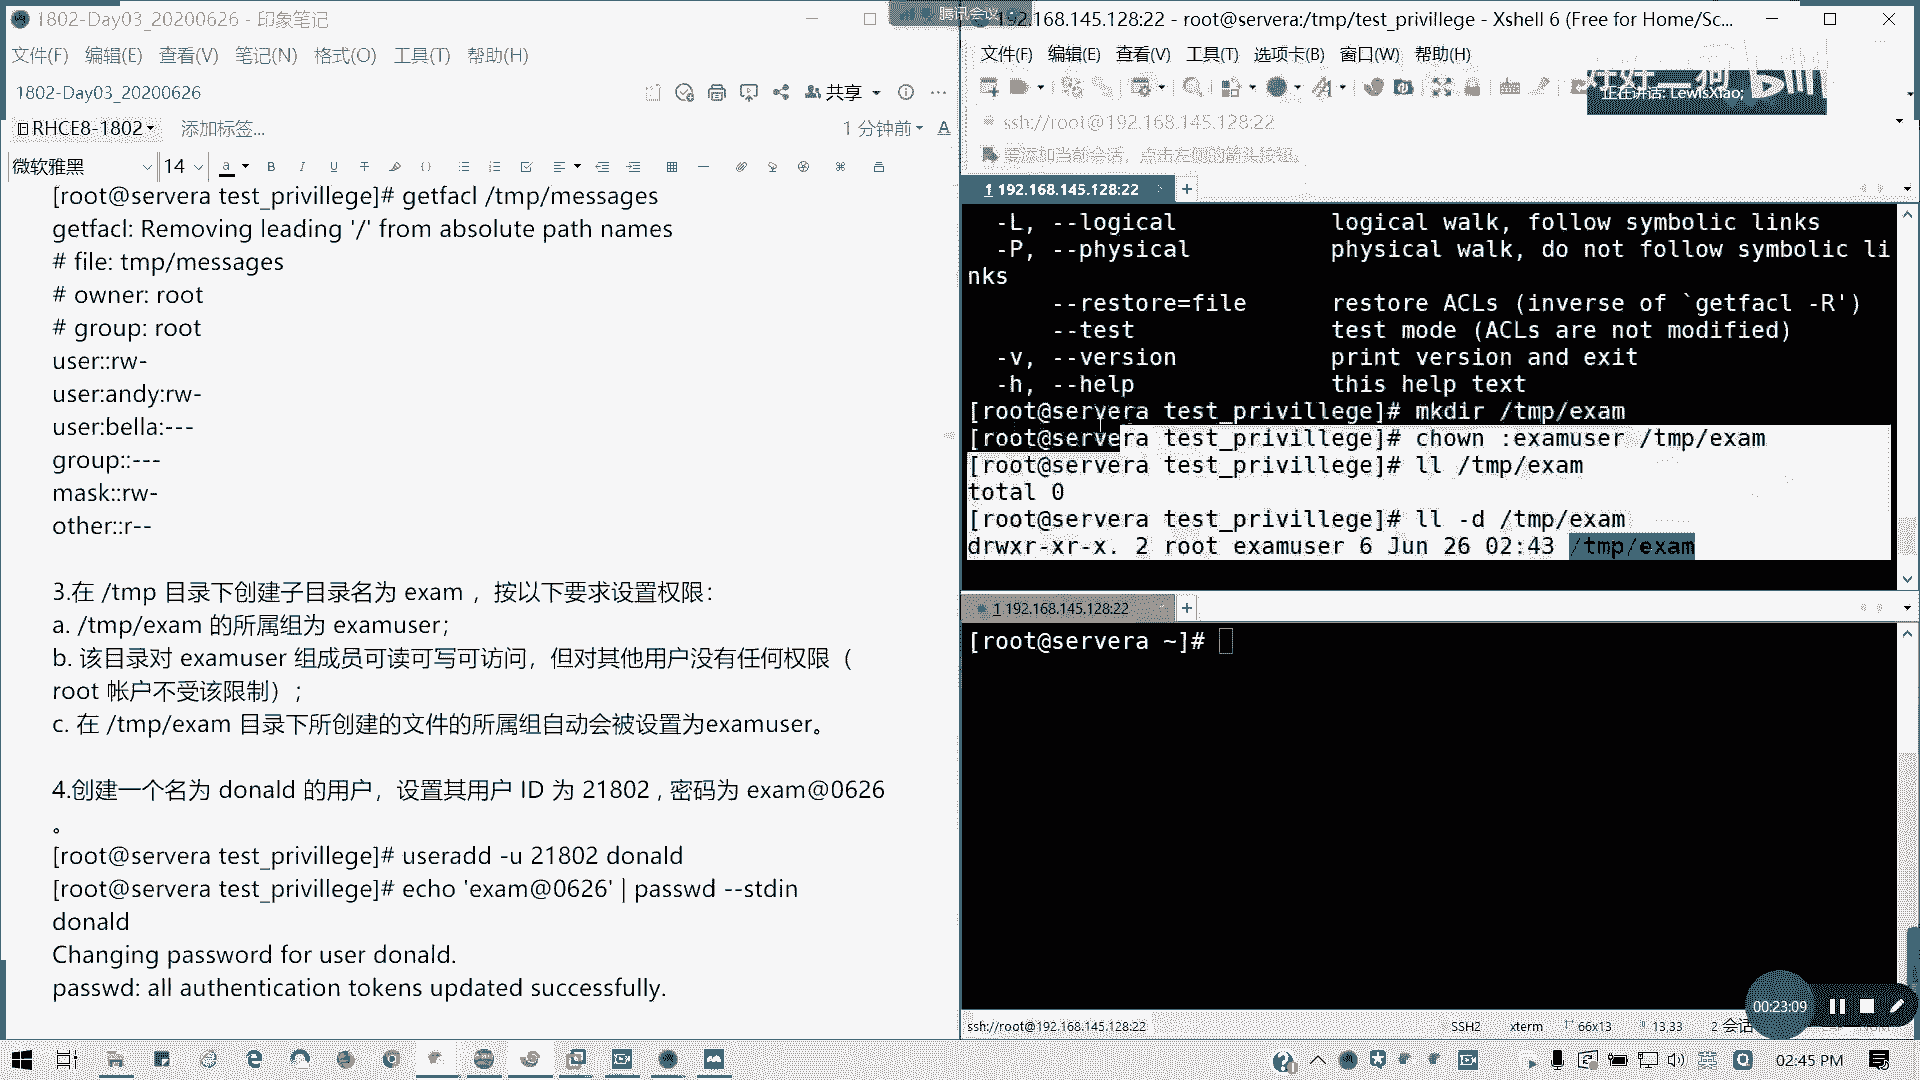 1802-Day03_20200626 - 印象笔记
文件(F) 编辑(E) 查看(V) 笔记(N) 格式(O) 工具(T) 帮助(H)
1802-Day03_20200626
共享
RHCE8-1802
添加标签...
1 分钟前
微软雅黑
14
[root@servera test_privillege]# getfacl /tmp/messages
getfacl: Removing leading '/' from absolute path names
# file: tmp/messages
# owner: root
# group: root
user::rw-
user:andy:rw-
user:bella:---
group::---
mask::rw-
other::r--
3.在 /tmp 目录下创建子目录名为 exam ，按以下要求设置权限：
a. /tmp/exam 的所属组为 examuser；
b. 该目录对 examuser 组成员可读可写可访问，但对其他用户没有任何权限（
root 帐户不受该限制）；
c. 在 /tmp/exam 目录下所创建的文件的所属组自动会被设置为examuser。
4.创建一个名为 donald 的用户，设置其用户 ID 为 21802 , 密码为 exam@0626
。
[root@servera test_privillege]# useradd -u 21802 donald
[root@servera test_privillege]# echo 'exam@0626' | passwd --stdin
donald
Changing password for user donald.
passwd: all authentication tokens updated successfully.
腾讯会议
192.168.145.128:22 - root@servera:/tmp/test_privillege - Xshell 6 (Free for Home/Sc...
文件(F) 编辑(E) 查看(V) 工具(T) 选项卡(B) 窗口(W) 帮助(H)
正在讲话: LewisXiao;
ssh://root@192.168.145.128:22
要添加当前会话，点击左侧的箭头按钮。
1 192.168.145.128:22
-L, --logical logical walk, follow symbolic links
-P, --physical physical walk, do not follow symbolic li
nks
--restore=file restore ACLs (inverse of `getfacl -R')
--test test mode (ACLs are not modified)
-v, --version print version and exit
-h, --help this help text
[root@servera test_privillege]# mkdir /tmp/exam
[root@servera test_privillege]# chown :examuser /tmp/exam
[root@servera test_privillege]# ll /tmp/exam
total 0
[root@servera test_privillege]# ll -d /tmp/exam
drwxr-xr-x. 2 root examuser 6 Jun 26 02:43 /tmp/exam
1 192.168.145.128:22
[root@servera ~]#
00:23:09
ssh://root@192.168.145.128:22 SSH2 xterm 66x13 13,33 2 会话
英
02:45 PM